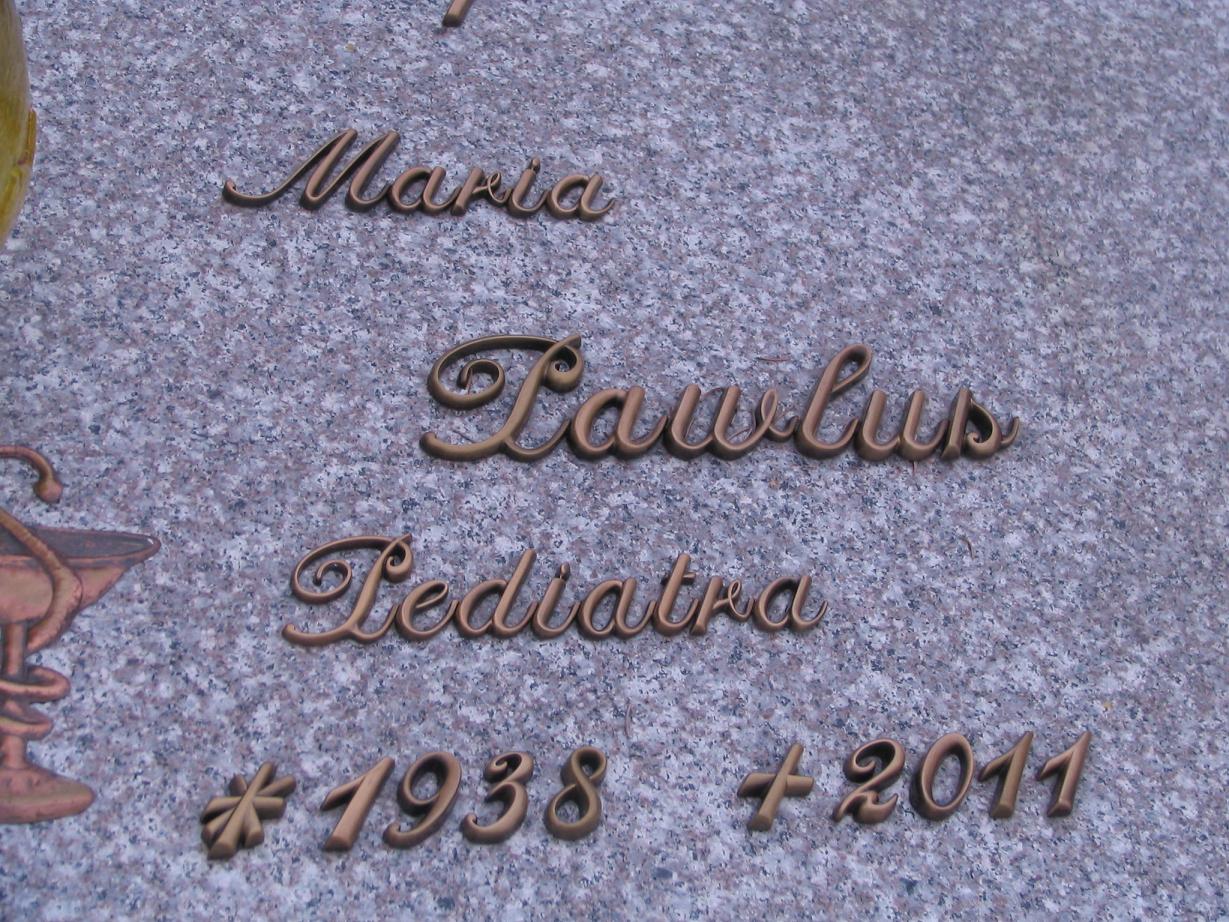 Maria
Pawlus
Pediatra
* 1938 + 2011